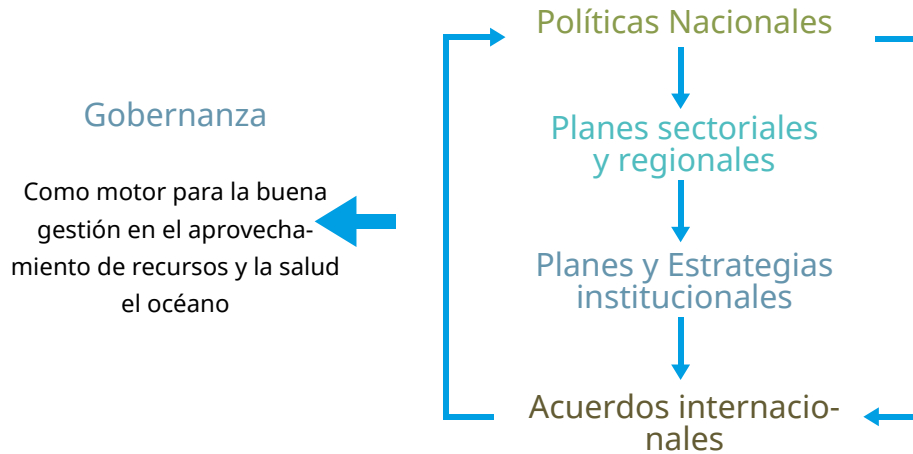 Gobernanza
Como motor para la buena
gestión en el aprovecha-
miento de recursos y la salud
el océano
Políticas Nacionales
Planes sectoriales
y regionales
Planes y Estrategias
institucionales
Acuerdos internacio-
nales